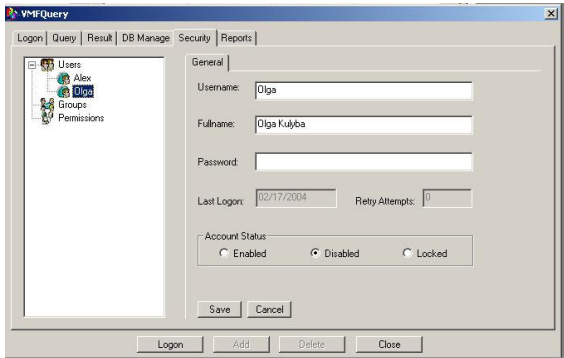 VMFQuery
Logon Query Result DB Manage Security Reports
Users
Alex
Olga
Groups
Permissions
General
Username: Olga
Fullname: Olga Kulyba
Password:
Last Logon: 02/17/2004 Retry Attempts: 0
Account Status
Enabled Disabled Locked
Save Cancel
Logon Add Delete Close